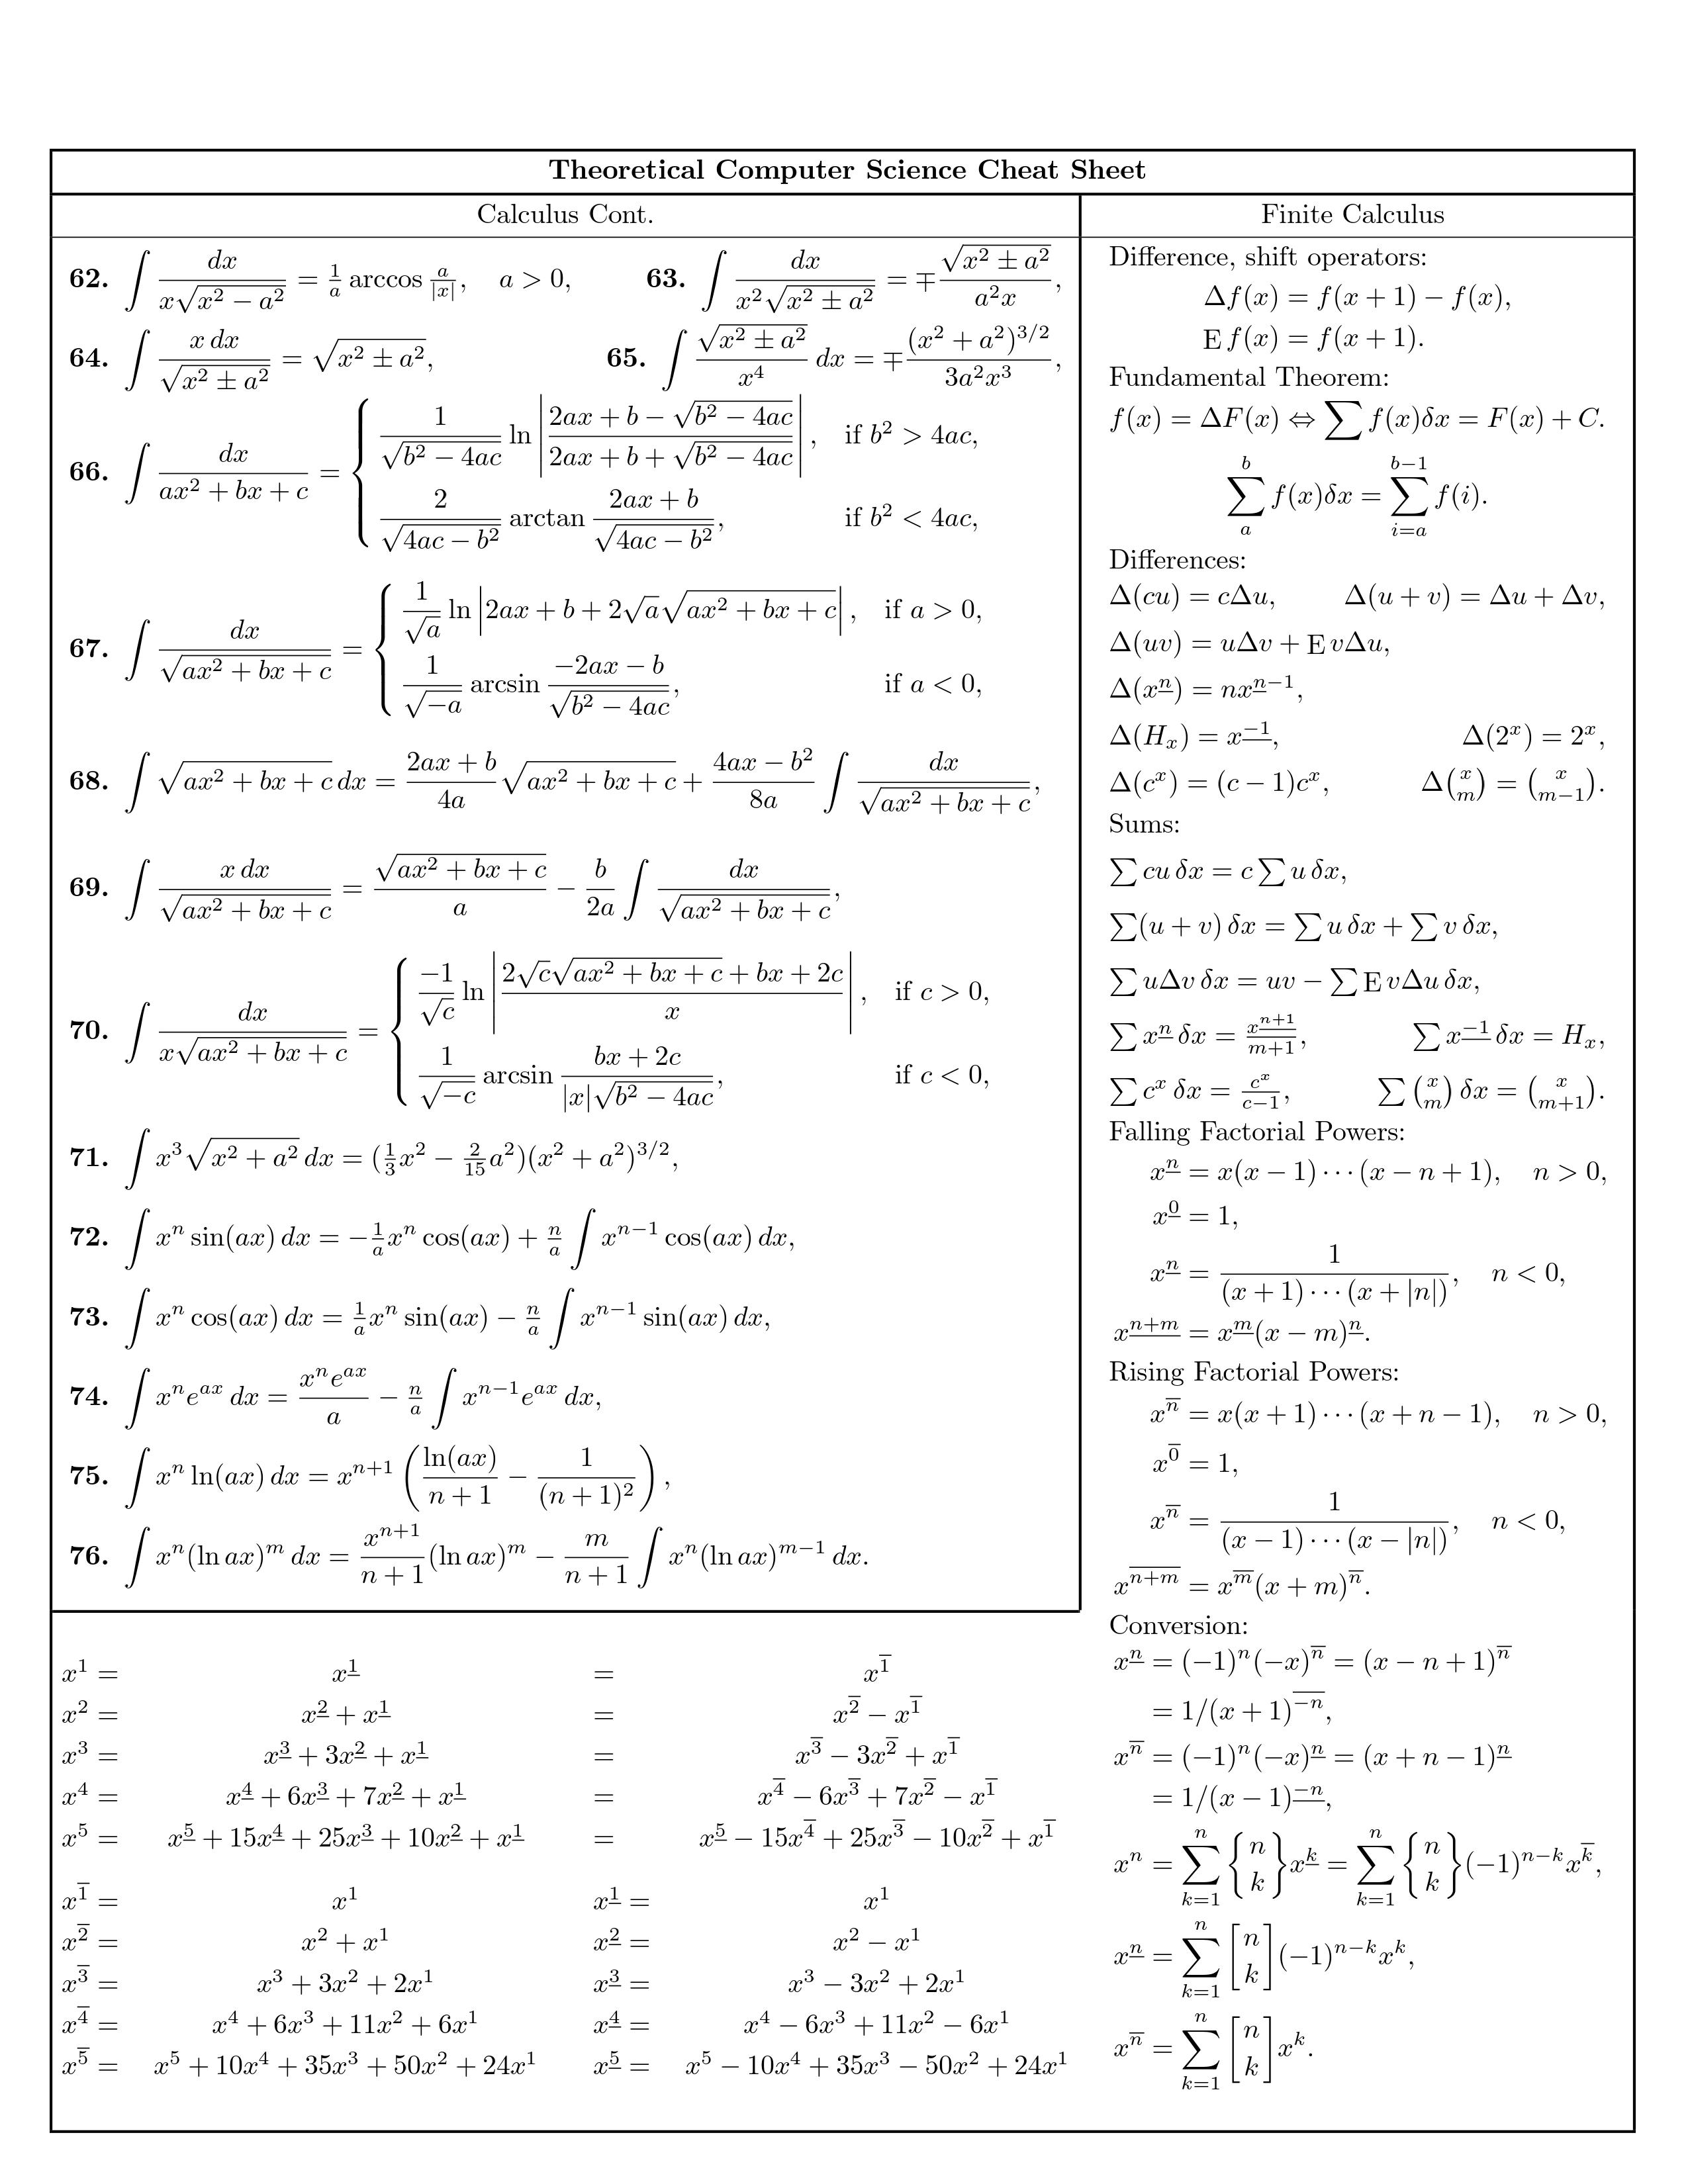 Theoretical Computer Science Cheat Sheet
Calculus Cont.
**62.** $\int \frac{dx}{x\sqrt{x^2-a^2}} = \frac{1}{a}\arccos\frac{a}{|x|}, \quad a>0,$ **63.** $\int \frac{dx}{x^2\sqrt{x^2\pm a^2}} = \mp\frac{\sqrt{x^2\pm a^2}}{a^2x},$
**64.** $\int \frac{x\,dx}{\sqrt{x^2\pm a^2}} = \sqrt{x^2\pm a^2},$ **65.** $\int \frac{\sqrt{x^2\pm a^2}}{x^4}\,dx = \mp\frac{(x^2+a^2)^{3/2}}{3a^2x^3},$
**66.** $\int \frac{dx}{ax^2+bx+c} = \begin{cases} \frac{1}{\sqrt{b^2-4ac}}\ln\left|\frac{2ax+b-\sqrt{b^2-4ac}}{2ax+b+\sqrt{b^2-4ac}}\right|, & \text{if } b^2>4ac, \\ \frac{2}{\sqrt{4ac-b^2}}\arctan\frac{2ax+b}{\sqrt{4ac-b^2}}, & \text{if } b^2<4ac, \end{cases}$
**67.** $\int \frac{dx}{\sqrt{ax^2+bx+c}} = \begin{cases} \frac{1}{\sqrt{a}}\ln\left|2ax+b+2\sqrt{a}\sqrt{ax^2+bx+c}\right|, & \text{if } a>0, \\ \frac{1}{\sqrt{-a}}\arcsin\frac{-2ax-b}{\sqrt{b^2-4ac}}, & \text{if } a<0, \end{cases}$
**68.** $\int \sqrt{ax^2+bx+c}\,dx = \frac{2ax+b}{4a}\sqrt{ax^2+bx+c} + \frac{4ax-b^2}{8a}\int\frac{dx}{\sqrt{ax^2+bx+c}},$
**69.** $\int \frac{x\,dx}{\sqrt{ax^2+bx+c}} = \frac{\sqrt{ax^2+bx+c}}{a} - \frac{b}{2a}\int\frac{dx}{\sqrt{ax^2+bx+c}},$
**70.** $\int \frac{dx}{x\sqrt{ax^2+bx+c}} = \begin{cases} \frac{-1}{\sqrt{c}}\ln\left|\frac{2\sqrt{c}\sqrt{ax^2+bx+c}+bx+2c}{x}\right|, & \text{if } c>0, \\ \frac{1}{\sqrt{-c}}\arcsin\frac{bx+2c}{|x|\sqrt{b^2-4ac}}, & \text{if } c<0, \end{cases}$
**71.** $\int x^3\sqrt{x^2+a^2}\,dx = (\frac{1}{3}x^2-\frac{2}{15}a^2)(x^2+a^2)^{3/2},$
**72.** $\int x^n\sin(ax)\,dx = -\frac{1}{a}x^n\cos(ax) + \frac{n}{a}\int x^{n-1}\cos(ax)\,dx,$
**73.** $\int x^n\cos(ax)\,dx = \frac{1}{a}x^n\sin(ax) - \frac{n}{a}\int x^{n-1}\sin(ax)\,dx,$
**74.** $\int x^ne^{ax}\,dx = \frac{x^ne^{ax}}{a} - \frac{n}{a}\int x^{n-1}e^{ax}\,dx,$
**75.** $\int x^n\ln(ax)\,dx = x^{n+1}\left(\frac{\ln(ax)}{n+1}-\frac{1}{(n+1)^2}\right),$
**76.** $\int x^n(\ln ax)^m\,dx = \frac{x^{n+1}}{n+1}(\ln ax)^m - \frac{m}{n+1}\int x^n(\ln ax)^{m-1}\,dx.$
$x^1 = x^{\underline{1}} = x^{\overline{1}}$
$x^2 = x^{\underline{2}}+x^{\underline{1}} = x^{\overline{2}}-x^{\overline{1}}$
$x^3 = x^{\underline{3}}+3x^{\underline{2}}+x^{\underline{1}} = x^{\overline{3}}-3x^{\overline{2}}+x^{\overline{1}}$
$x^4 = x^{\underline{4}}+6x^{\underline{3}}+7x^{\underline{2}}+x^{\underline{1}} = x^{\overline{4}}-6x^{\overline{3}}+7x^{\overline{2}}-x^{\overline{1}}$
$x^5 = x^{\underline{5}}+15x^{\underline{4}}+25x^{\underline{3}}+10x^{\underline{2}}+x^{\underline{1}} = x^{\overline{5}}-15x^{\overline{4}}+25x^{\overline{3}}-10x^{\overline{2}}+x^{\overline{1}}$
$x^{\overline{1}} = x^1 \quad x^{\underline{1}} = x^1$
$x^{\overline{2}} = x^2+x^1 \quad x^{\underline{2}} = x^2-x^1$
$x^{\overline{3}} = x^3+3x^2+2x^1 \quad x^{\underline{3}} = x^3-3x^2+2x^1$
$x^{\overline{4}} = x^4+6x^3+11x^2+6x^1 \quad x^{\underline{4}} = x^4-6x^3+11x^2-6x^1$
$x^{\overline{5}} = x^5+10x^4+35x^3+50x^2+24x^1 \quad x^{\underline{5}} = x^5-10x^4+35x^3-50x^2+24x^1$
Finite Calculus
Difference, shift operators:
$\Delta f(x) = f(x+1)-f(x),$
$\mathrm{E}\,f(x) = f(x+1).$
Fundamental Theorem:
$f(x) = \Delta F(x) \Leftrightarrow \sum f(x)\delta x = F(x)+C.$
$\sum_a^b f(x)\delta x = \sum_{i=a}^{b-1} f(i).$
Differences:
$\Delta(cu) = c\Delta u, \quad \Delta(u+v) = \Delta u+\Delta v,$
$\Delta(uv) = u\Delta v + \mathrm{E}\,v\Delta u,$
$\Delta(x^{\underline{n}}) = nx^{\underline{n}-1},$
$\Delta(H_x) = x^{\underline{-1}}, \quad \Delta(2^x) = 2^x,$
$\Delta(c^x) = (c-1)c^x, \quad \Delta\binom{x}{m} = \binom{x}{m-1}.$
Sums:
$\sum cu\,\delta x = c\sum u\,\delta x,$
$\sum(u+v)\,\delta x = \sum u\,\delta x + \sum v\,\delta x,$
$\sum u\Delta v\,\delta x = uv - \sum \mathrm{E}\,v\Delta u\,\delta x,$
$\sum x^{\underline{n}}\,\delta x = \frac{x^{\underline{n+1}}}{m+1}, \quad \sum x^{\underline{-1}}\,\delta x = H_x,$
$\sum c^x\,\delta x = \frac{c^x}{c-1}, \quad \sum\binom{x}{m}\,\delta x = \binom{x}{m+1}.$
Falling Factorial Powers:
$x^{\underline{n}} = x(x-1)\cdots(x-n+1), \quad n>0,$
$x^{\underline{0}} = 1,$
$x^{\underline{n}} = \frac{1}{(x+1)\cdots(x+|n|)}, \quad n<0,$
$x^{\underline{n+m}} = x^{\underline{m}}(x-m)^{\underline{n}}.$
Rising Factorial Powers:
$x^{\overline{n}} = x(x+1)\cdots(x+n-1), \quad n>0,$
$x^{\overline{0}} = 1,$
$x^{\overline{n}} = \frac{1}{(x-1)\cdots(x-|n|)}, \quad n<0,$
$x^{\overline{n+m}} = x^{\overline{m}}(x+m)^{\overline{n}}.$
Conversion:
$x^{\underline{n}} = (-1)^n(-x)^{\overline{n}} = (x-n+1)^{\overline{n}}$
$= 1/(x+1)^{\overline{-n}},$
$x^{\overline{n}} = (-1)^n(-x)^{\underline{n}} = (x+n-1)^{\underline{n}}$
$= 1/(x-1)^{\underline{-n}},$
$x^n = \sum_{k=1}^n \left\{{n \atop k}\right\}x^{\underline{k}} = \sum_{k=1}^n \left\{{n \atop k}\right\}(-1)^{n-k}x^{\overline{k}},$
$x^{\underline{n}} = \sum_{k=1}^n \left[{n \atop k}\right](-1)^{n-k}x^k,$
$x^{\overline{n}} = \sum_{k=1}^n \left[{n \atop k}\right]x^k.$